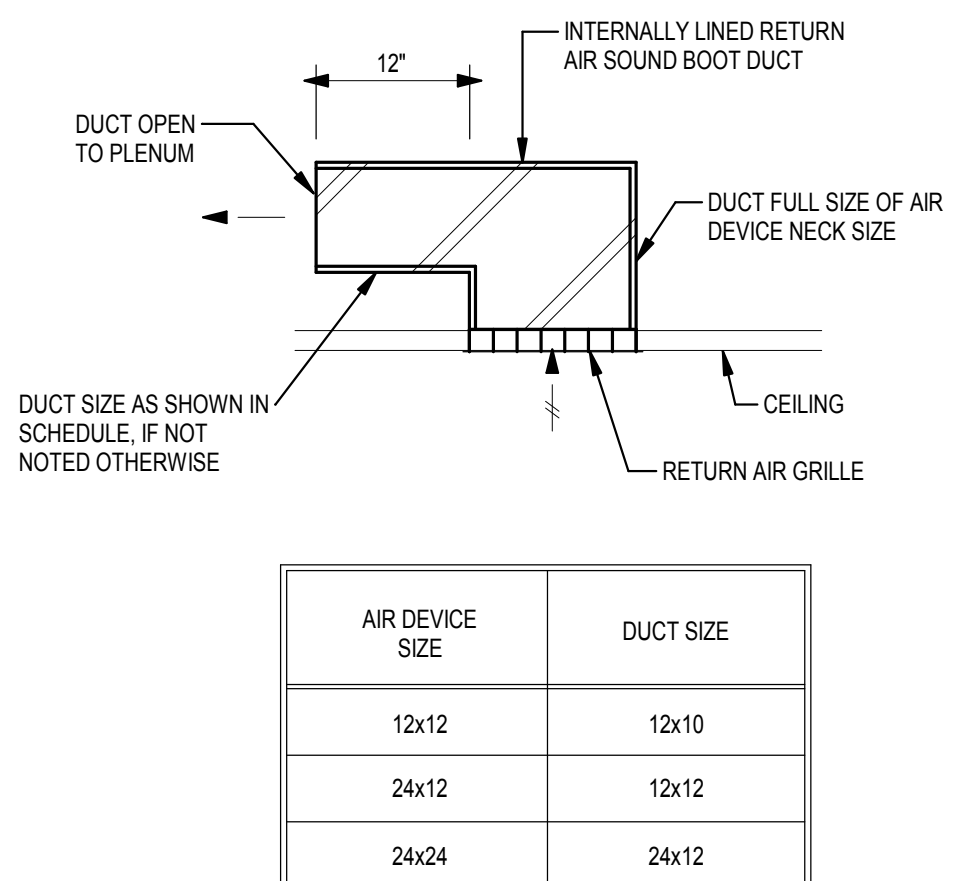 INTERNALLY LINED RETURN
AIR SOUND BOOT DUCT
12"
DUCT OPEN
TO PLENUM
DUCT FULL SIZE OF AIR
DEVICE NECK SIZE
DUCT SIZE AS SHOWN IN
SCHEDULE, IF NOT
NOTED OTHERWISE
CEILING
RETURN AIR GRILLE
AIR DEVICE
SIZE
DUCT SIZE
12x12
12x10
24x12
12x12
24x24
24x12